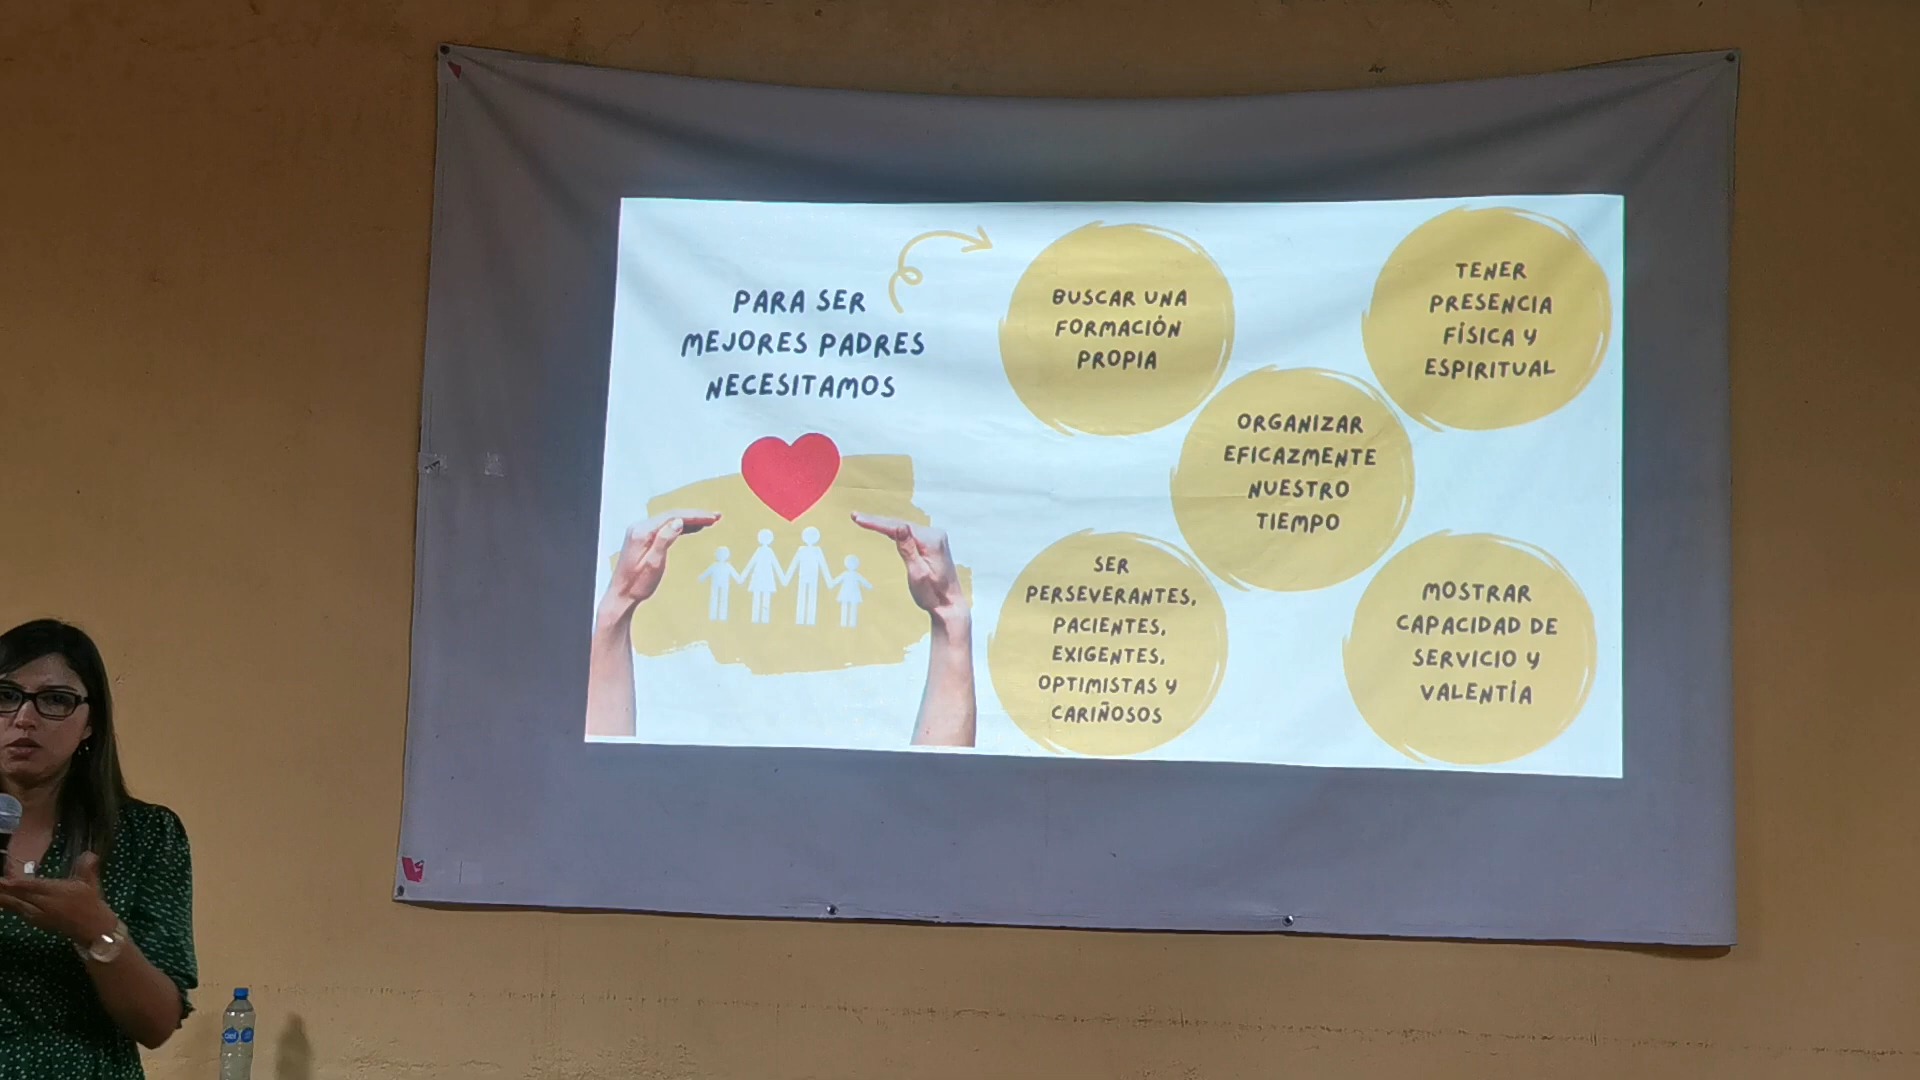 PARA SER
MEJORES PADRES
NECESITAMOS
BUSCAR UNA
FORMACIÓN
PROPIA
TENER
PRESENCIA
FÍSICA Y
ESPIRITUAL
ORGANIZAR
EFICAZMENTE
NUESTRO
TIEMPO
SER
PERSEVERANTES,
PACIENTES,
EXIGENTES,
OPTIMISTAS Y
CARIÑOSOS
MOSTRAR
CAPACIDAD DE
SERVICIO Y
VALENTÍA